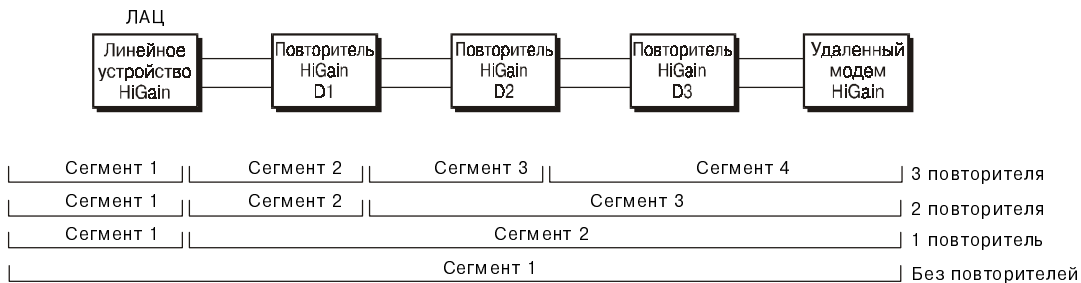 ЛАЦ
Линейное
устройство
HiGain
Повторитель
HiGain
D1
Повторитель
HiGain
D2
Повторитель
HiGain
D3
Удаленный
модем
HiGain
Сегмент 1
Сегмент 2
Сегмент 3
Сегмент 4
3 повторителя
Сегмент 1
Сегмент 2
Сегмент 3
2 повторителя
Сегмент 1
Сегмент 2
1 повторитель
Сегмент 1
Без повторителей